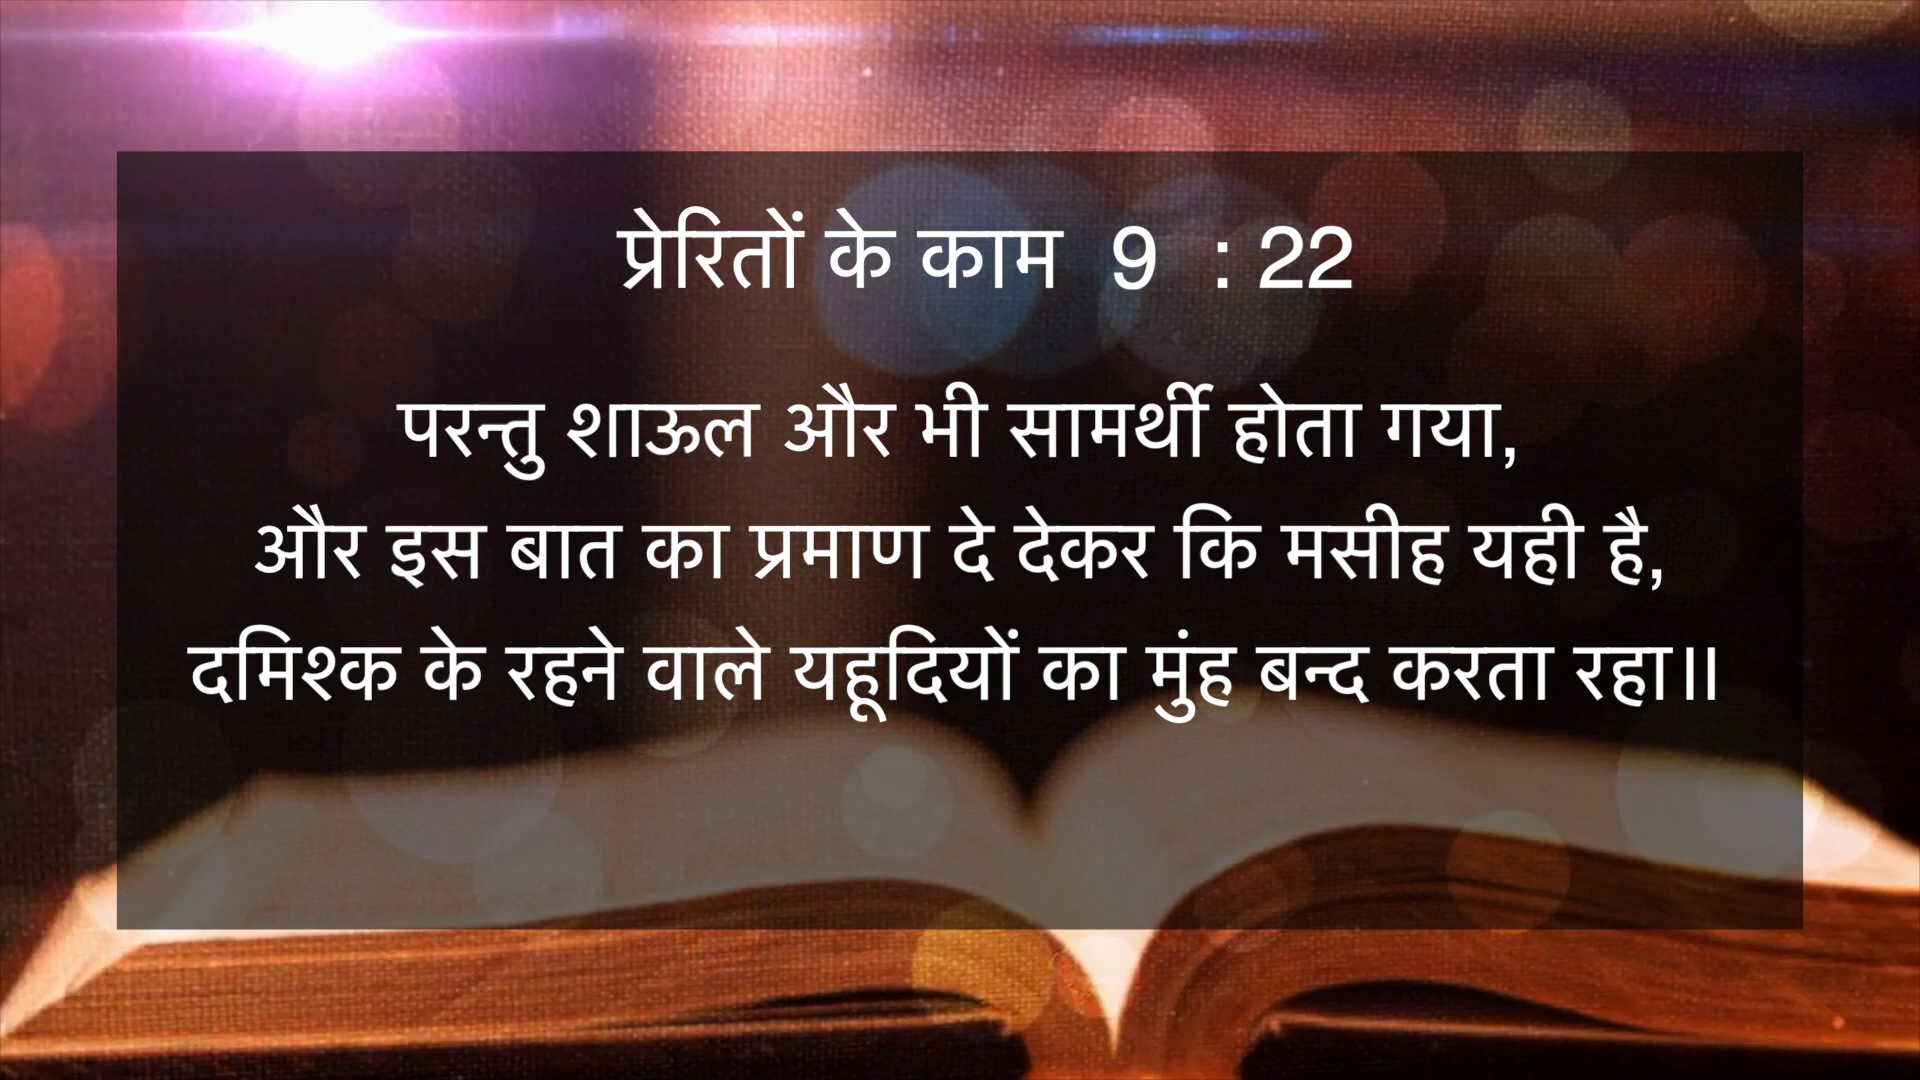 प्रेरितों के काम 9 : 22
परन्तु शाऊल और भी सामर्थी होता गया,
और इस बात का प्रमाण दे देकर कि मसीह यही है,
दमिश्क के रहने वाले यहूदियों का मुंह बन्द करता रहा॥